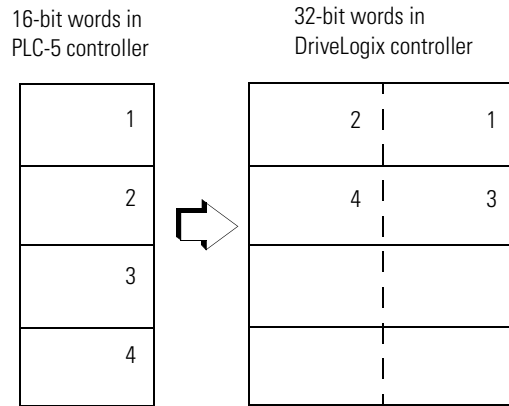 16-bit words in
PLC-5 controller
32-bit words in
DriveLogix controller
1
2
3
4
2 1
4 3